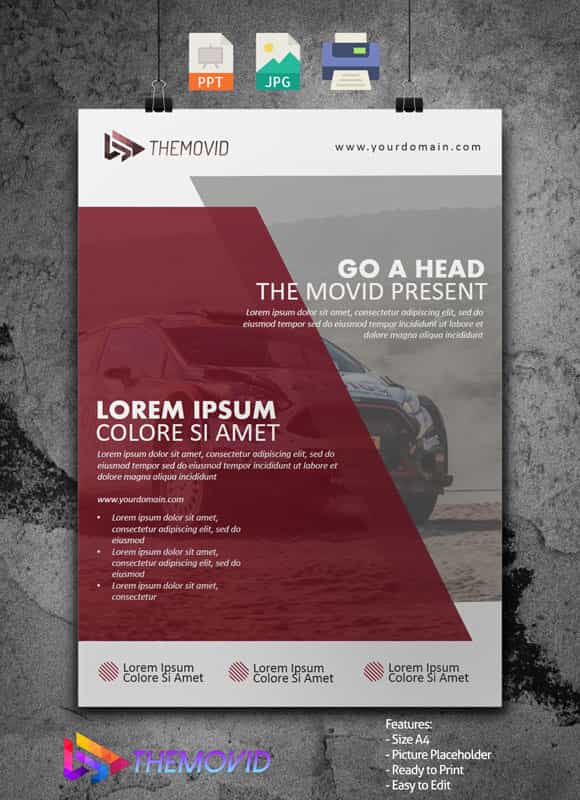 PPT
JPG
THEMOVID
www.yourdomain.com
GO A HEAD
THE MOVID PRESENT
Lorem ipsum dolor sit amet, consectetur adipiscing elit, sed do
eiusmod tempor incididunt sed do eiusmod tempor incididunt ut labore et
dolore magna aliqua incididunt
LOREM IPSUM
COLORE SI AMET
Lorem ipsum dolor sit amet, consectetur adipiscing elit, sed do
eiusmod tempor incididunt ut labore et dolore magna aliqua. Ut
dolore magna aliqua incididunt
www.yourdomain.com
• Lorem ipsum dolor sit amet,
consectetur adipiscing elit, sed do
eiusmod
• Lorem ipsum dolor sit amet,
consectetur adipiscing elit, sed do
eiusmod
• Lorem ipsum dolor sit amet,
consectetur
Lorem Ipsum
Colore Si Amet
Lorem Ipsum
Colore Si Amet
Lorem Ipsum
Colore Si Amet
THEMOVID
Features:
- Size A4
- Picture Placeholder
- Ready to Print
- Easy to Edit